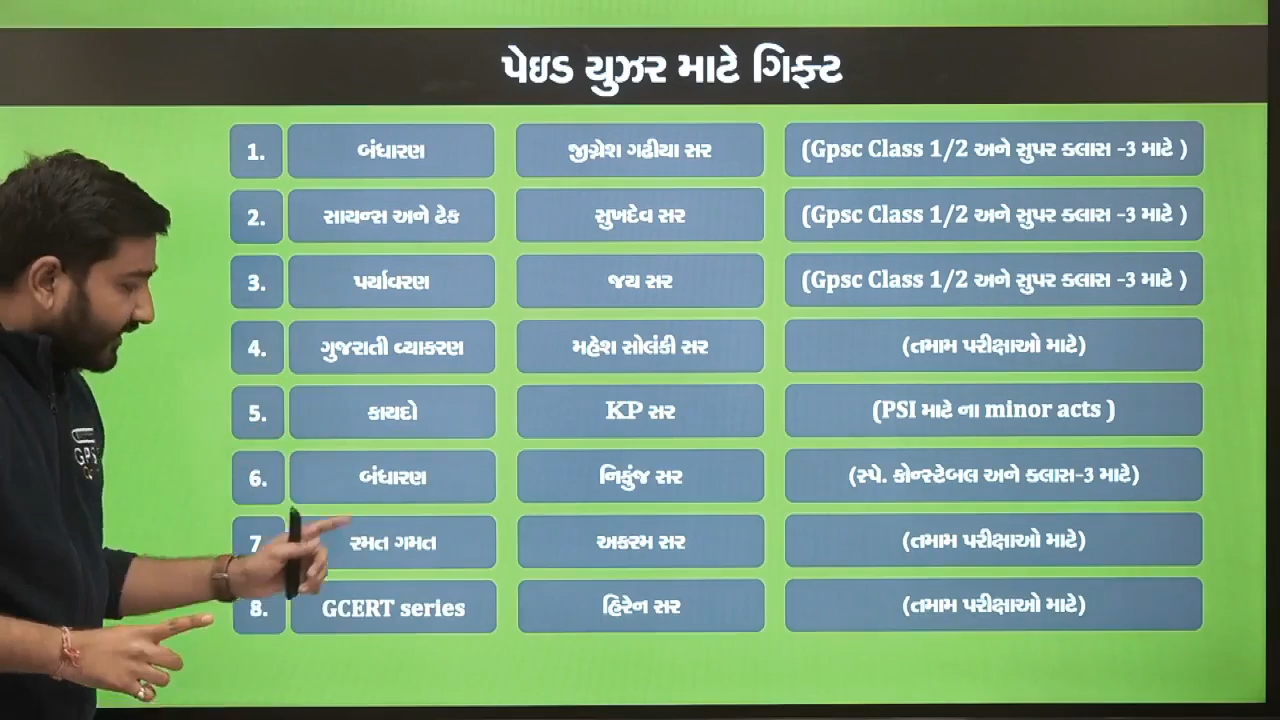 પેઇડ યુઝર માટે ગિફ્ટ
1. બંધારણ જીગ્નેશ ગઢીયા સર (Gpsc Class 1/2 અને સુપર ક્લાસ -3 માટે )
2. સાયન્સ અને ટેક સુખદેવ સર (Gpsc Class 1/2 અને સુપર ક્લાસ -3 માટે )
3. પર્યાવરણ જય સર (Gpsc Class 1/2 અને સુપર ક્લાસ -3 માટે )
4. ગુજરાતી વ્યાકરણ મહેશ સોલંકી સર (તમામ પરીક્ષાઓ માટે)
5. કાયદો KP સર (PSI માટે ના minor acts )
6. બંધારણ નિકુંજ સર (સ્પે. કોન્સ્ટેબલ અને ક્લાસ-3 માટે)
7. રમત ગમત અકરમ સર (તમામ પરીક્ષાઓ માટે)
8. GCERT series હિરેન સર (તમામ પરીક્ષાઓ માટે)